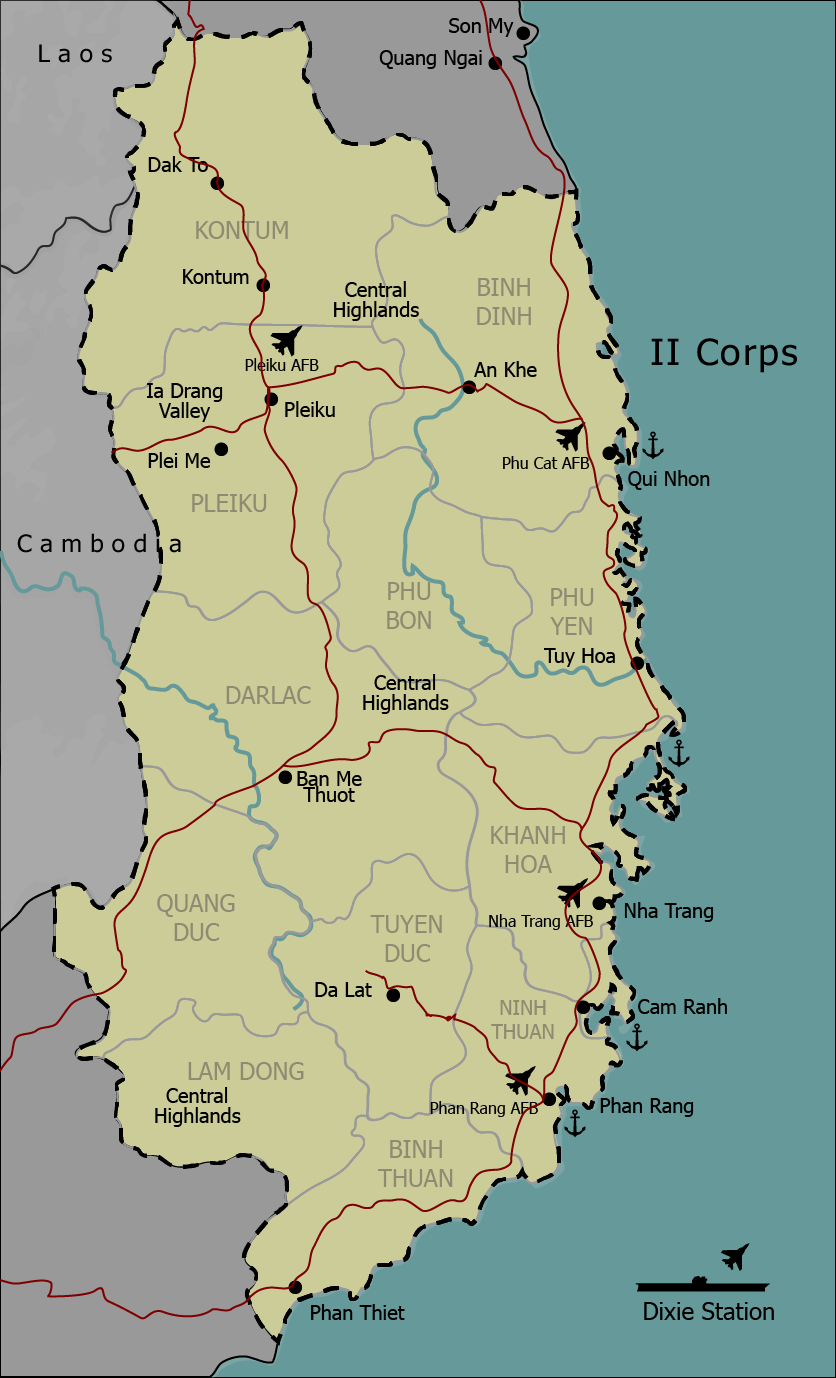 Son My
Laos
Quang Ngai
Dak To
KONTUM
Kontum
Central
Highlands
BINH
DINH
II Corps
Pleiku AFB
An Khe
Ia Drang
Valley
Pleiku
Plei Me
Phu Cat AFB
Qui Nhon
PLEIKU
Cambodia
PHU
BON
PHU
YEN
Tuy Hoa
DARLAC
Central
Highlands
Ban Me
Thuot
KHANH
HOA
QUANG
DUC
TUYEN
DUC
Nha Trang AFB
Nha Trang
Da Lat
NINH
THUAN
Cam Ranh
LAM DONG
Central
Highlands
Phan Rang AFB
Phan Rang
BINH
THUAN
Phan Thiet
Dixie Station